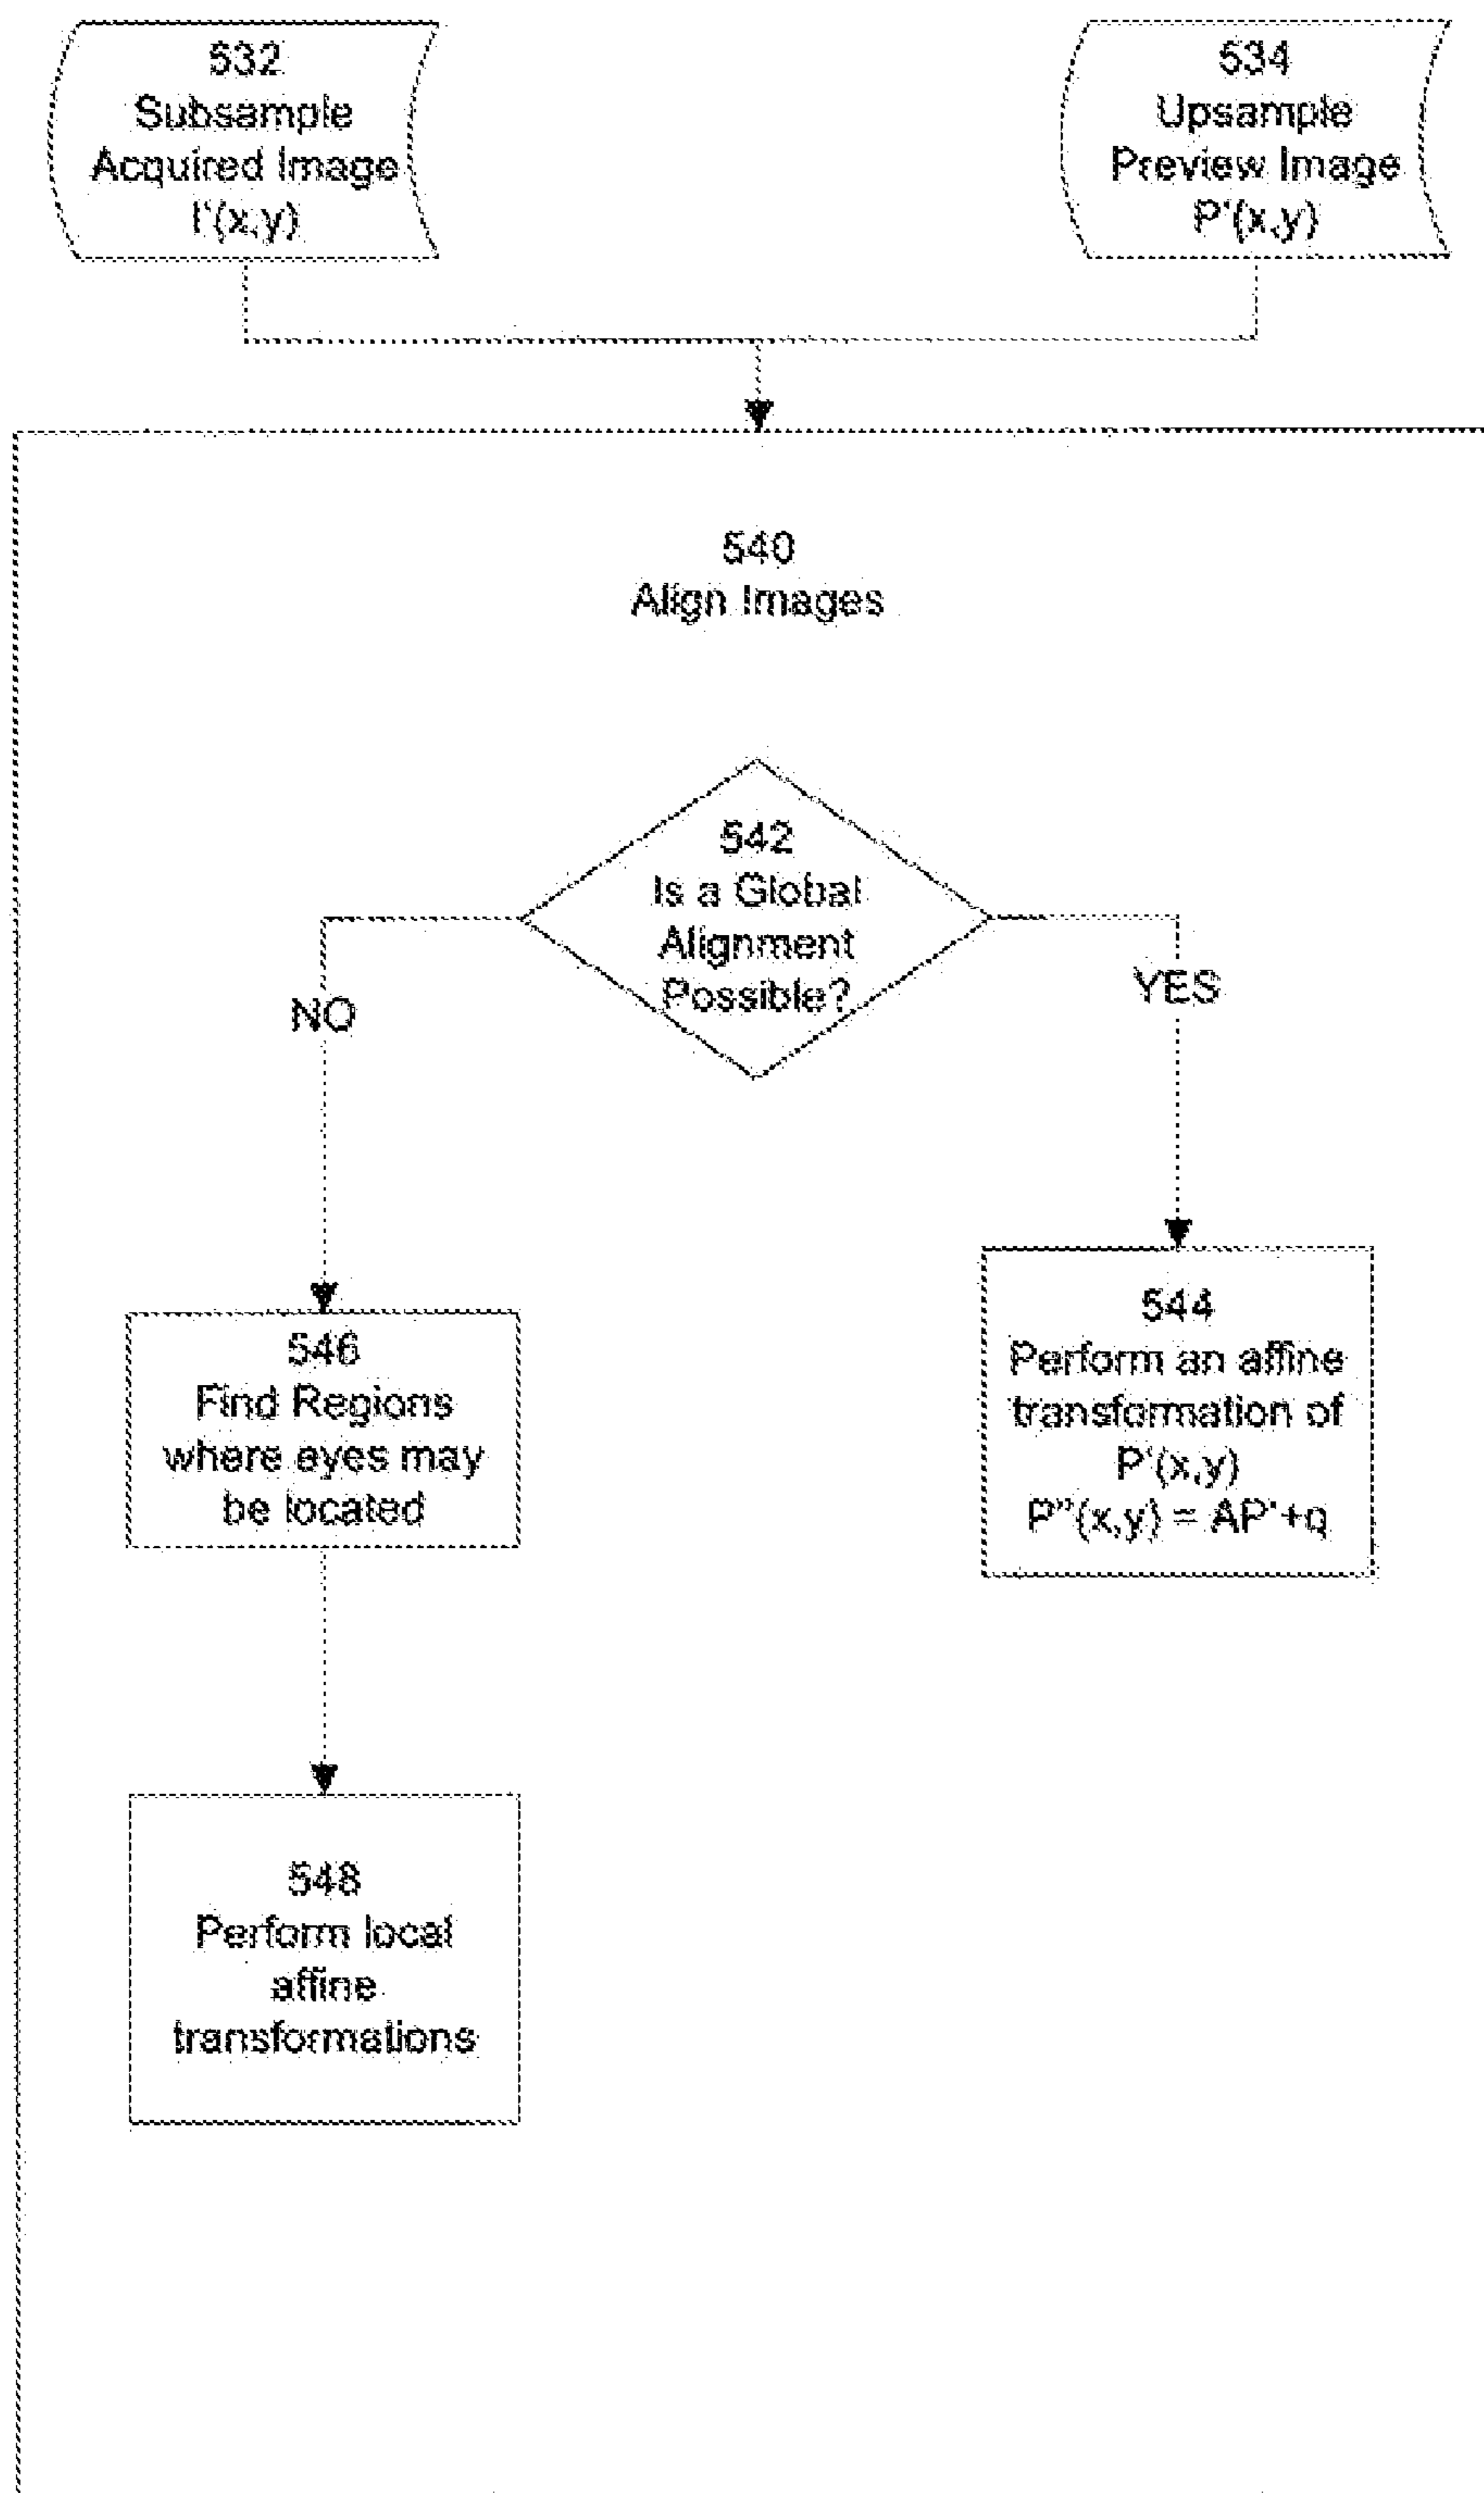 532
Subsample
Acquired Image
I'(x,y)
534
Upsample
Preview Image
P'(x,y)
540
Align Images
542
Is a Global
Alignment
Possible?
NO
YES
546
Find Regions
where eyes may
be located
544
Perform an affine
transformation of
P'(x,y)
P''(x,y) = AP'+q
548
Perform local
affine
transformations